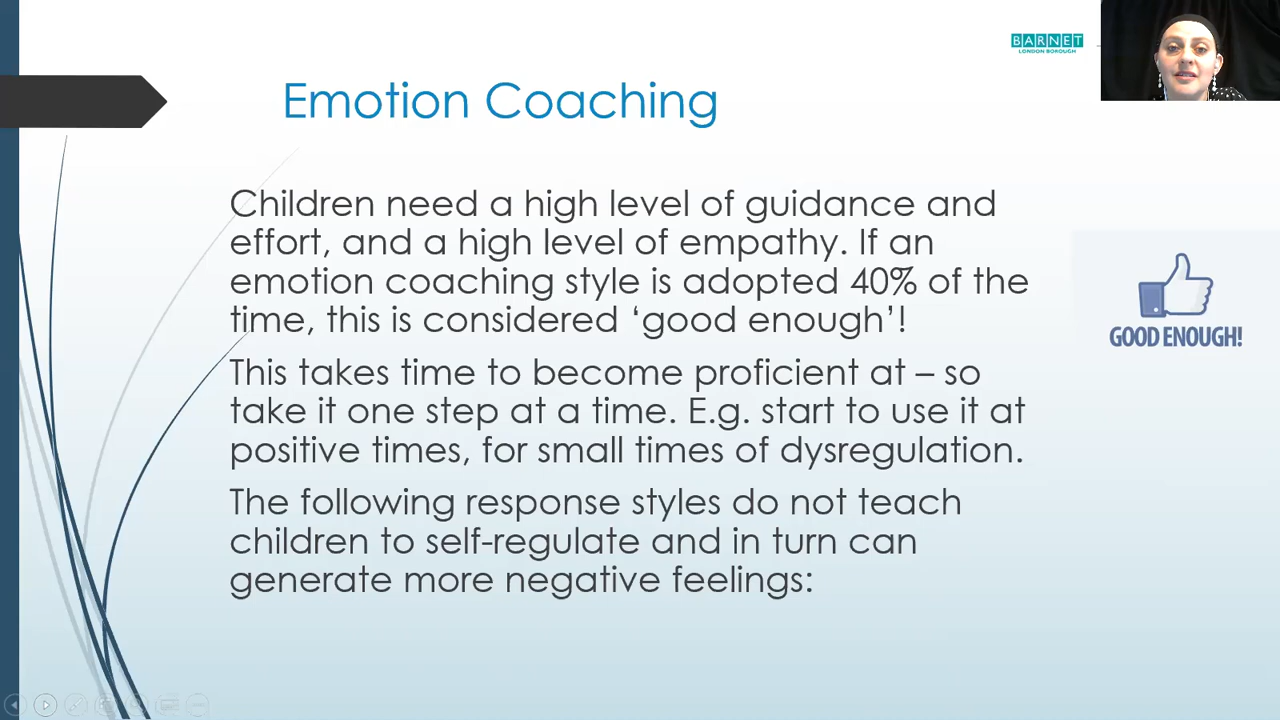 BARNET
LONDON BOROUGH
Emotion Coaching
Children need a high level of guidance and
effort, and a high level of empathy. If an
emotion coaching style is adopted 40% of the
time, this is considered ‘good enough’!
GOOD ENOUGH!
This takes time to become proficient at – so
take it one step at a time. E.g. start to use it at
positive times, for small times of dysregulation.
The following response styles do not teach
children to self-regulate and in turn can
generate more negative feelings: